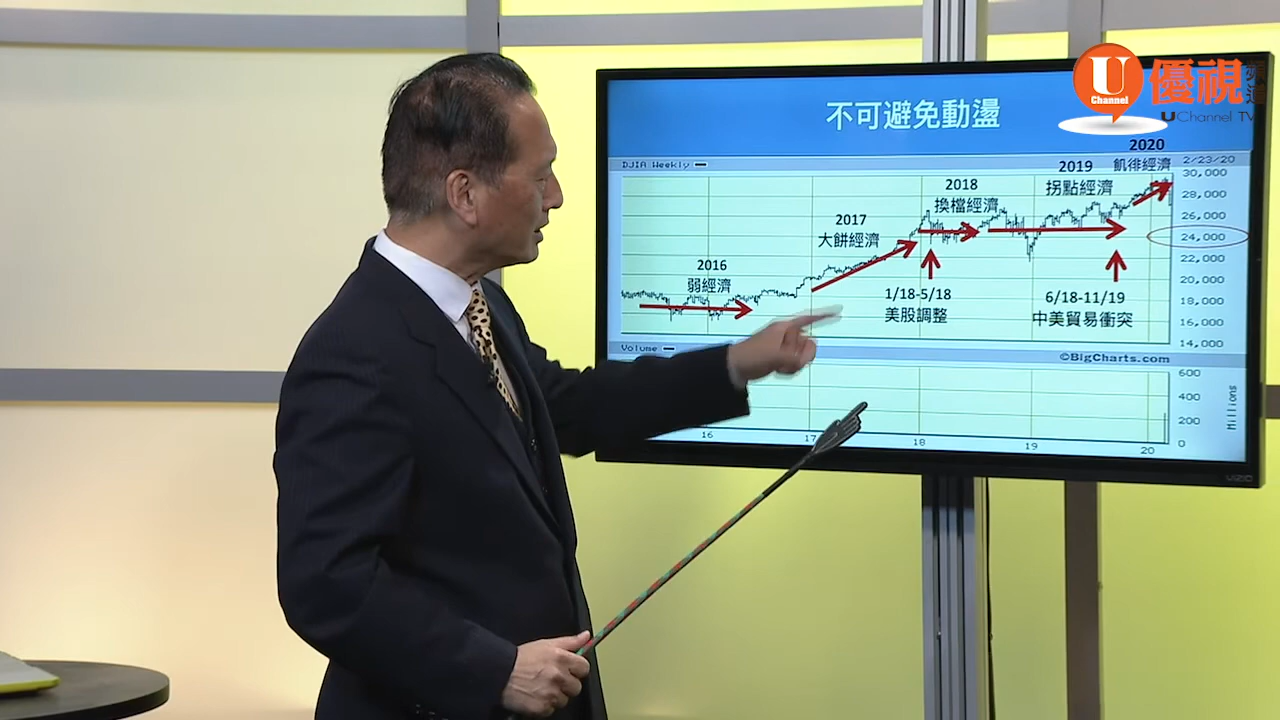 U
Channel
優視
頻道
UChannel TV
不可避免動盪
2020
飢徘經濟
2019
拐點經濟
2018
換檔經濟
2017
大餅經濟
2016
弱經濟
DJIA Weekly
2/23/20
30,000
28,000
26,000
24,000
22,000
20,000
18,000
16,000
14,000
1/18-5/18
美股調整
6/18-11/19
中美貿易衝突
Volume
©BigCharts.com
600
400
200
0
Millions
16
17
18
19
20
VIZIO